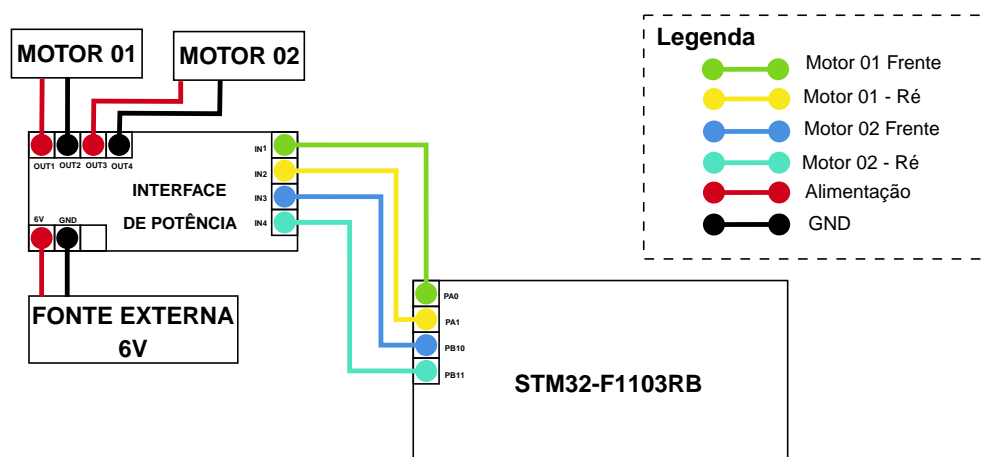 MOTOR 01
MOTOR 02
OUT1 OUT2 OUT3 OUT4
IN1
IN2
IN3
IN4
INTERFACE
DE POTÊNCIA
6V GND
FONTE EXTERNA
6V
PA0
PA1
PB10
PB11
STM32-F1103RB
Legenda
Motor 01 Frente
Motor 01 - Ré
Motor 02 Frente
Motor 02 - Ré
Alimentação
GND